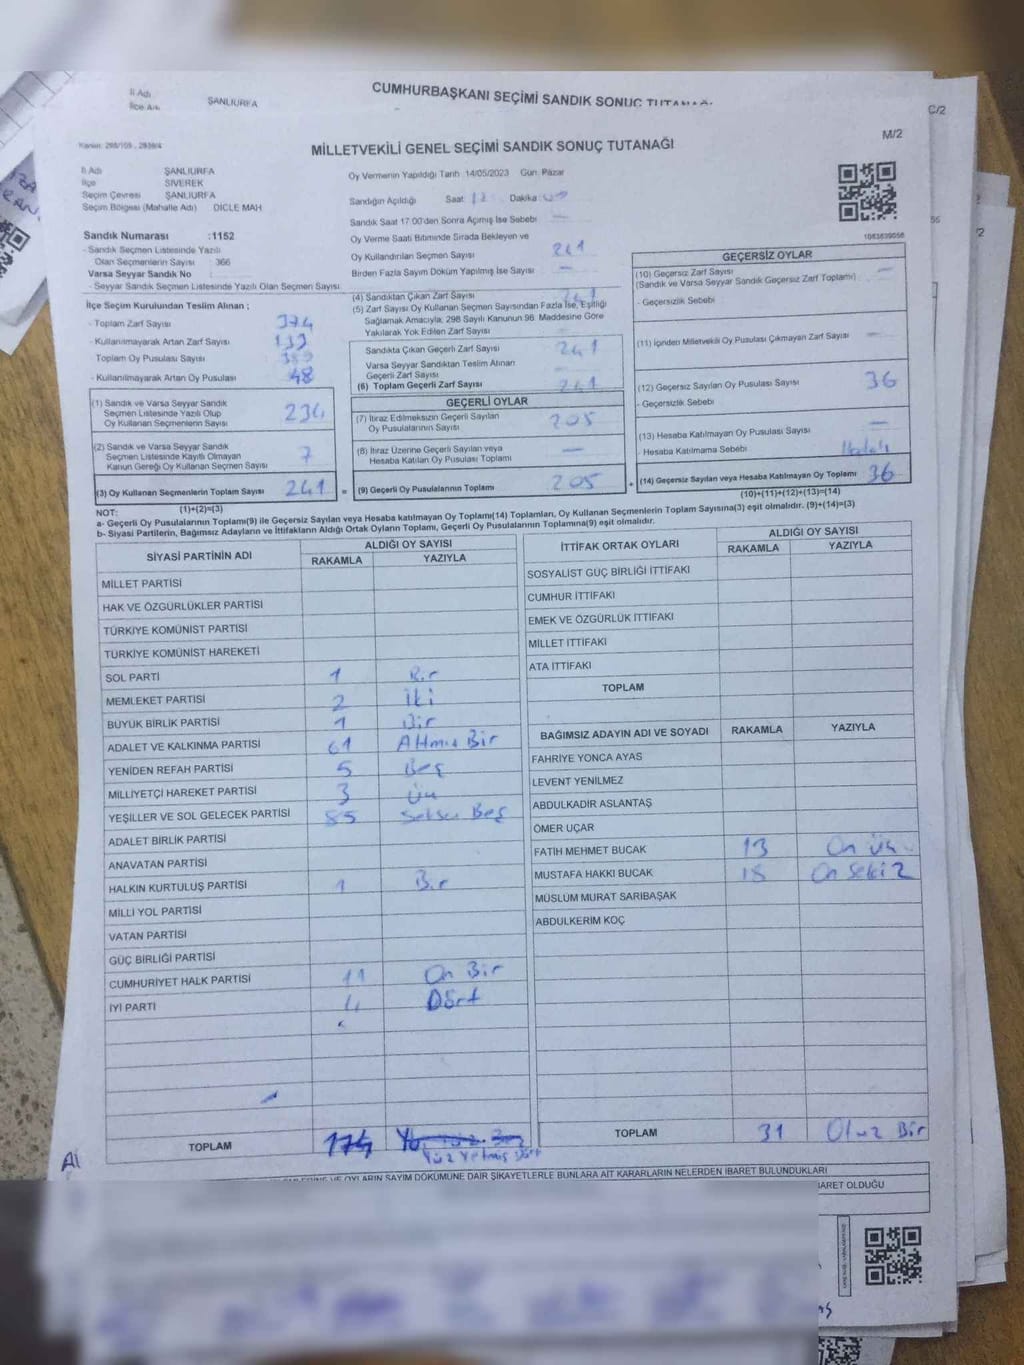 İl Adı
İlçe Adı
ŞANLIURFA
CUMHURBAŞKANI SEÇİMİ SANDIK SONUÇ TUTANAĞI
C/2
M/2
MİLLETVEKİLİ GENEL SEÇİMİ SANDIK SONUÇ TUTANAĞI
İl Adı ŞANLIURFA
İlçe SİVEREK
Seçim Çevresi ŞANLIURFA
Seçim Bölgesi (Mahalle Adı) DİCLE MAH
Sandık Numarası :1152
- Sandık Seçmen Listesinde Yazılı
Olan Seçmenlerin Sayısı : 366
Varsa Seyyar Sandık No
- Seyyar Sandık Seçmen Listesinde Yazılı Olan Seçmen Sayısı
İlçe Seçim Kurulundan Teslim Alınan ;
- Toplam Zarf Sayısı 374
- Kullanılmayarak Artan Zarf Sayısı 133
Toplam Oy Pusulası Sayısı
- Kullanılmayarak Artan Oy Pusulası 48
(1) Sandık ve Varsa Seyyar Sandık
Seçmen Listesinde Yazılı Olup
Oy Kullanan Seçmenlerin Sayısı 234
(2) Sandık ve Varsa Seyyar Sandık
Seçmen Listesinde Kayıtlı Olmayan
Kanun Gereği Oy Kullanan Seçmen Sayısı 7
(3) Oy Kullanan Seçmenlerin Toplam Sayısı 241 =
(1)+(2)=(3)
Oy Vermenin Yapıldığı Tarih 14/05/2023 Gün: Pazar
Sandığın Açıldığı Saat Dakika
Sandık Saat 17:00'den Sonra Açılmış İse Sebebi
Oy Verme Saati Bitiminde Sırada Bekleyen ve
Oy Kullandırılan Seçmen Sayısı 241
Birden Fazla Sayım Döküm Yapılmış İse Sayısı
(4) Sandıktan Çıkan Zarf Sayısı 241
(5) Zarf Sayısı Oy Kullanan Seçmen Sayısından Fazla İse, Eşitliği
Sağlamak Amacıyla; 298 Sayılı Kanunun 98. Maddesine Göre
Yakılarak Yok Edilen Zarf Sayısı
Sandıkta Çıkan Geçerli Zarf Sayısı 241
Varsa Seyyar Sandıktan Teslim Alınan
Geçerli Zarf Sayısı
(6) Toplam Geçerli Zarf Sayısı 241
GEÇERLİ OYLAR
(7) İtiraz Edilmeksizin Geçerli Sayılan
Oy Pusulalarının Sayısı 205
(8) İtiraz Üzerine Geçerli Sayılan veya
Hesaba Katılan Oy Pusulası Toplamı
(9) Geçerli Oy Pusulalarının Toplamı 205 +
1063639056
GEÇERSİZ OYLAR
(10) Geçersiz Zarf Sayısı
(Sandık ve Varsa Seyyar Sandık Geçersiz Zarf Toplamı)
- Geçersizlik Sebebi
(11) İçinden Milletvekili Oy Pusulası Çıkmayan Zarf Sayısı
(12) Geçersiz Sayılan Oy Pusulası Sayısı 36
- Geçersizlik Sebebi
(13) Hesaba Katılmayan Oy Pusulası Sayısı
- Hesaba Katılmama Sebebi
(14) Geçersiz Sayılan veya Hesaba Katılmayan Oy Toplamı 36
(10)+(11)+(12)+(13)=(14)
NOT:
a- Geçerli Oy Pusulalarının Toplamı(9) ile Geçersiz Sayılan veya Hesaba katılmayan Oy Toplamı(14) Toplamları, Oy Kullanan Seçmenlerin Toplam Sayısına(3) eşit olmalıdır. (9)+(14)=(3)
b- Siyasi Partilerin, Bağımsız Adayların ve İttifakların Aldığı Ortak Oyların Toplamı, Geçerli Oy Pusulalarının Toplamına(9) eşit olmalıdır.
SİYASİ PARTİNİN ADI
ALDIĞI OY SAYISI
RAKAMLA YAZIYLA
MİLLET PARTİSİ
HAK VE ÖZGÜRLÜKLER PARTİSİ
TÜRKİYE KOMÜNİST PARTİSİ
TÜRKİYE KOMÜNİST HAREKETİ
SOL PARTİ 1 Bir
MEMLEKET PARTİSİ 2 İki
BÜYÜK BİRLİK PARTİSİ 1 Bir
ADALET VE KALKINMA PARTİSİ 61 Altmış Bir
YENİDEN REFAH PARTİSİ 5 Beş
MİLLİYETÇİ HAREKET PARTİSİ 3 Üç
YEŞİLLER VE SOL GELECEK PARTİSİ 85 Seksen Beş
ADALET BİRLİK PARTİSİ
ANAVATAN PARTİSİ
HALKIN KURTULUŞ PARTİSİ 1 Bir
MİLLİ YOL PARTİSİ
VATAN PARTİSİ
GÜÇ BİRLİĞİ PARTİSİ
CUMHURİYET HALK PARTİSİ 11 On Bir
İYİ PARTİ 4 Dört
TOPLAM 174
Yüz Yetmiş Dört
İTTİFAK ORTAK OYLARI
ALDIĞI OY SAYISI
RAKAMLA YAZIYLA
SOSYALİST GÜÇ BİRLİĞİ İTTİFAKI
CUMHUR İTTİFAKI
EMEK VE ÖZGÜRLÜK İTTİFAKI
MİLLET İTTİFAKI
ATA İTTİFAKI
TOPLAM
BAĞIMSIZ ADAYIN ADI VE SOYADI RAKAMLA YAZIYLA
FAHRİYE YONCA AYAS
LEVENT YENİLMEZ
ABDULKADİR ASLANTAŞ
ÖMER UÇAR
FATİH MEHMET BUCAK 13 On Üç
MUSTAFA HAKKI BUCAK 18 On Sekiz
MÜSLÜM MURAT SARIBAŞAK
ABDULKERİM KOÇ
TOPLAM 31 Otuz Bir
VE OYLARIN SAYIM DÖKÜMÜNE DAİR ŞİKAYETLERLE BUNLARA AİT KARARLARIN NELERDEN İBARET BULUNDUKLARI
İBARET OLDUĞU